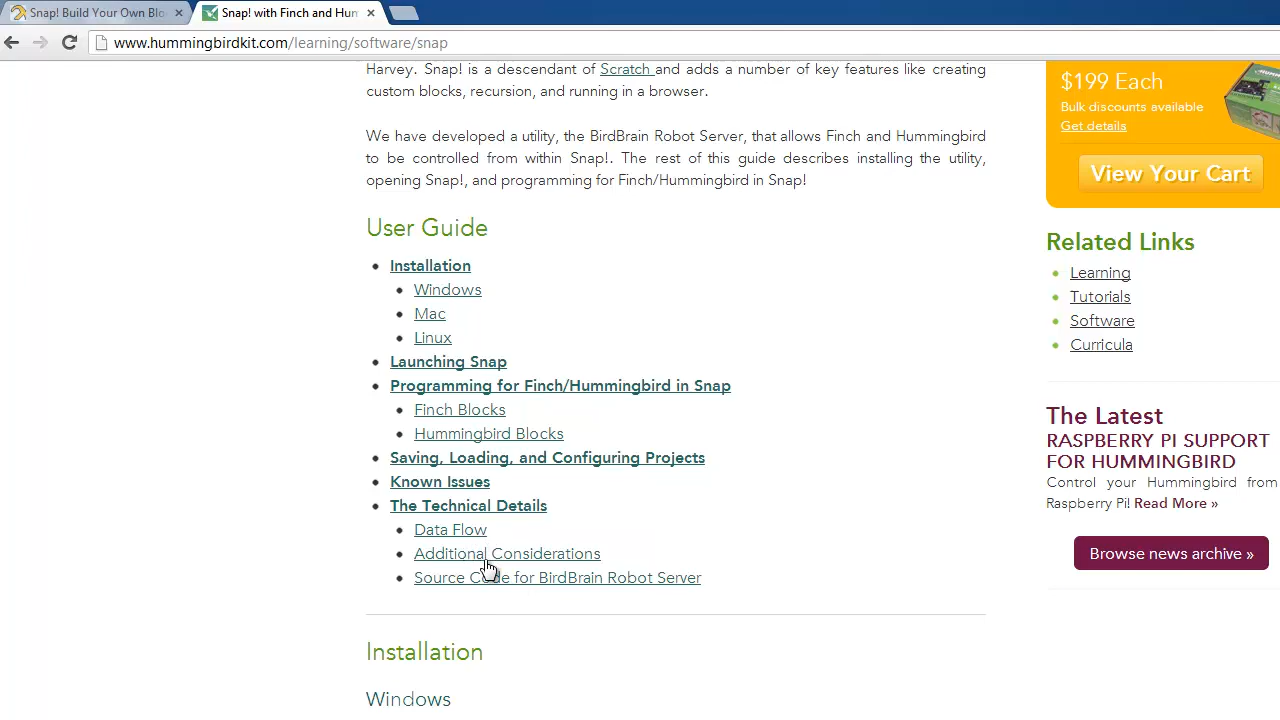 Snap! Build Your Own Blo
Snap! with Finch and Hum
www.hummingbirdkit.com/learning/software/snap
Harvey. Snap! is a descendant of Scratch and adds a number of key features like creating
custom blocks, recursion, and running in a browser.
We have developed a utility, the BirdBrain Robot Server, that allows Finch and Hummingbird
to be controlled from within Snap!. The rest of this guide describes installing the utility,
opening Snap!, and programming for Finch/Hummingbird in Snap!
User Guide
Installation
Windows
Mac
Linux
Launching Snap
Programming for Finch/Hummingbird in Snap
Finch Blocks
Hummingbird Blocks
Saving, Loading, and Configuring Projects
Known Issues
The Technical Details
Data Flow
Additional Considerations
Source Code for BirdBrain Robot Server
Installation
Windows
$199 Each
Bulk discounts available
Get details
View Your Cart
Related Links
Learning
Tutorials
Software
Curricula
The Latest
RASPBERRY PI SUPPORT
FOR HUMMINGBIRD
Control your Hummingbird from
Raspberry Pi! Read More »
Browse news archive »